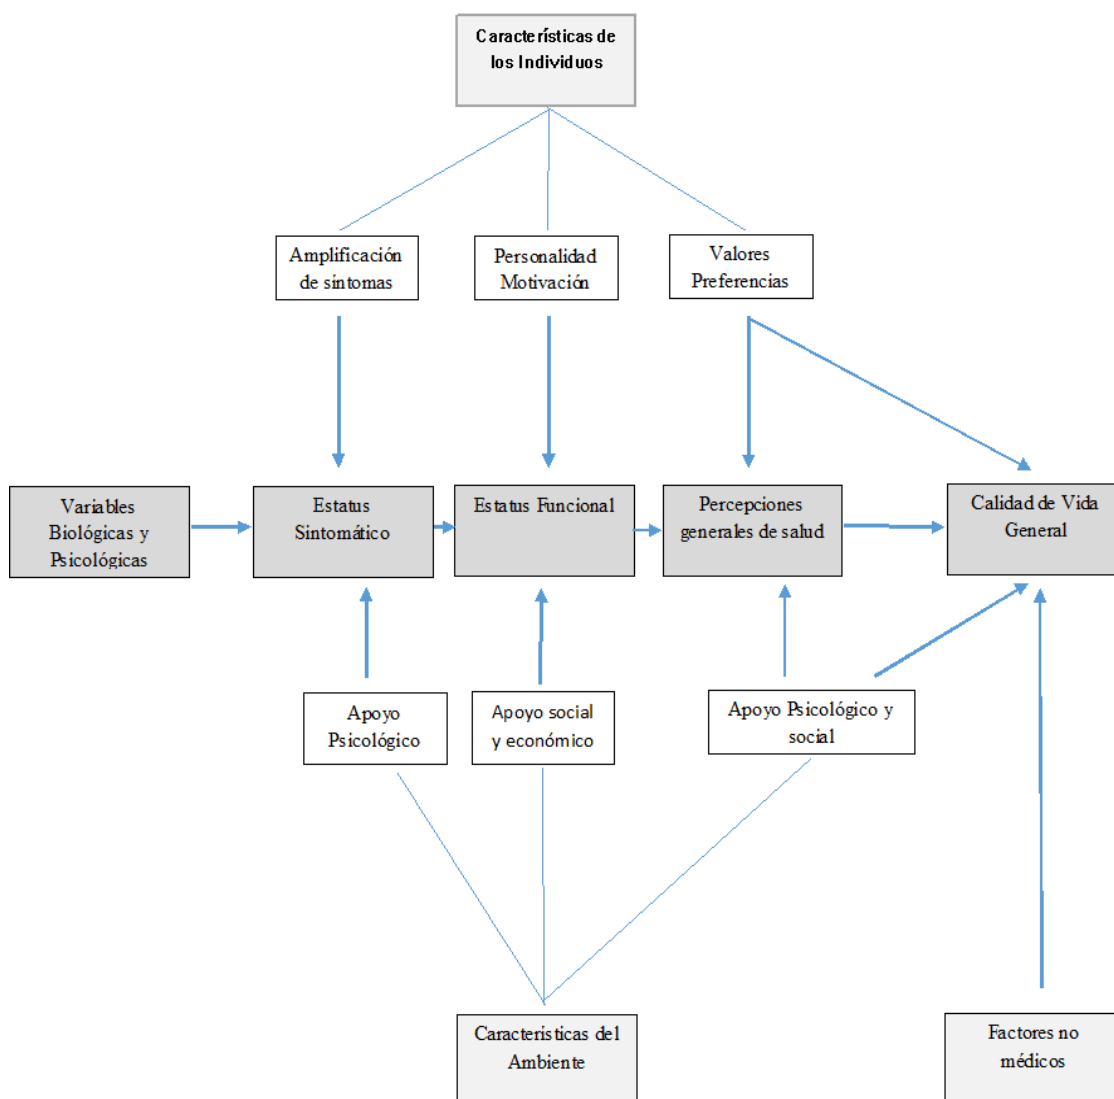 Características de
los Individuos
Amplificación
de síntomas
Personalidad
Motivación
Valores
Preferencias
Variables
Biológicas y
Psicológicas
Estatus
Sintomático
Estatus Funcional
Percepciones
generales de salud
Calidad de Vida
General
Apoyo
Psicológico
Apoyo social
y económico
Apoyo Psicológico y
social
Caracteristicas del
Ambiente
Factores no
médicos